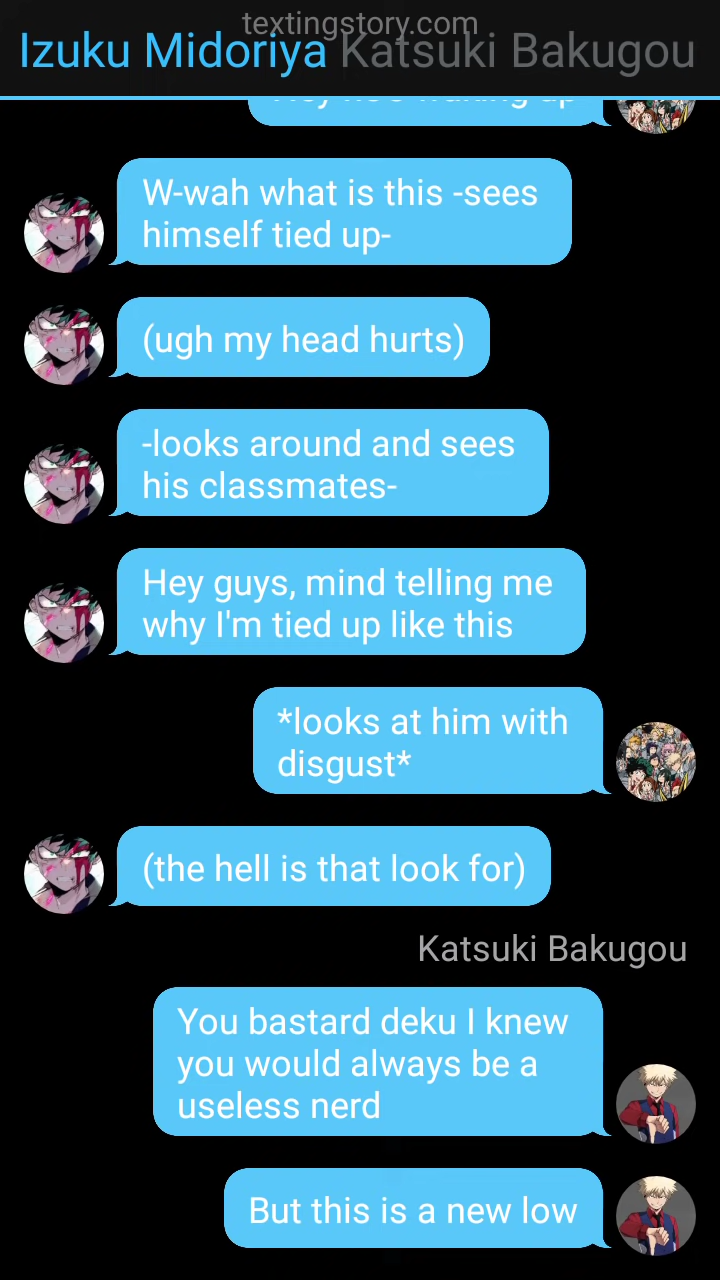 textingstory.com
Izuku Midoriya Katsuki Bakugou
W-wah what is this -sees
himself tied up-
(ugh my head hurts)
-looks around and sees
his classmates-
Hey guys, mind telling me
why I'm tied up like this
*looks at him with
disgust*
(the hell is that look for)
Katsuki Bakugou
You bastard deku I knew
you would always be a
useless nerd
But this is a new low